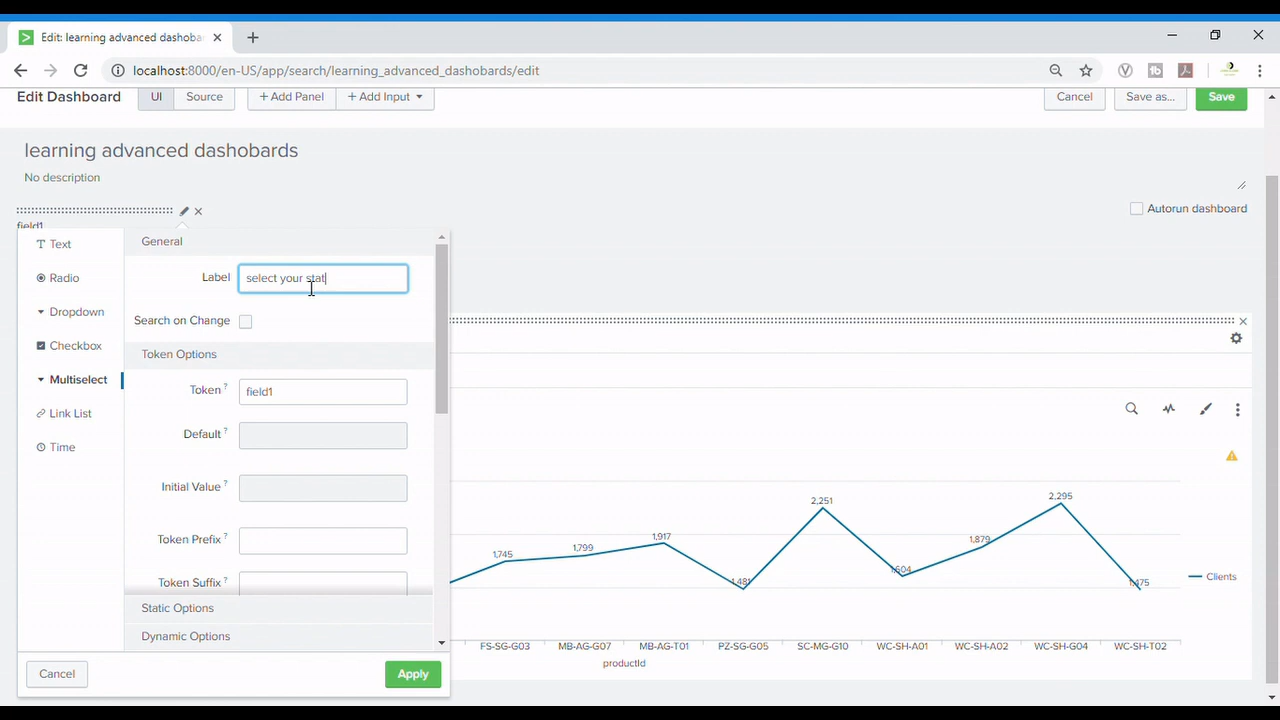 Edit: learning advanced dashoba
localhost:8000/en-US/app/search/learning_advanced_dashobards/edit
Edit Dashboard UI Source + Add Panel + Add Input Cancel Save as... Save
learning advanced dashobards
No description
Autorun dashboard
field1
Text
Radio
Dropdown
Checkbox
Multiselect
Link List
Time
General
Label select your stat
Search on Change
Token Options
Token ? field1
Default ?
Initial Value ?
Token Prefix ?
Token Suffix ?
Static Options
Dynamic Options
Cancel Apply
1,745 1,799 1,917 1,481 2,251 1,504 1,879 2,295 1,475
Clients
FS-SG-G03 MB-AG-G07 MB-AG-T01 PZ-SG-G05 SC-MG-G10 WC-SH-A01 WC-SH-A02 WC-SH-G04 WC-SH-T02
productId